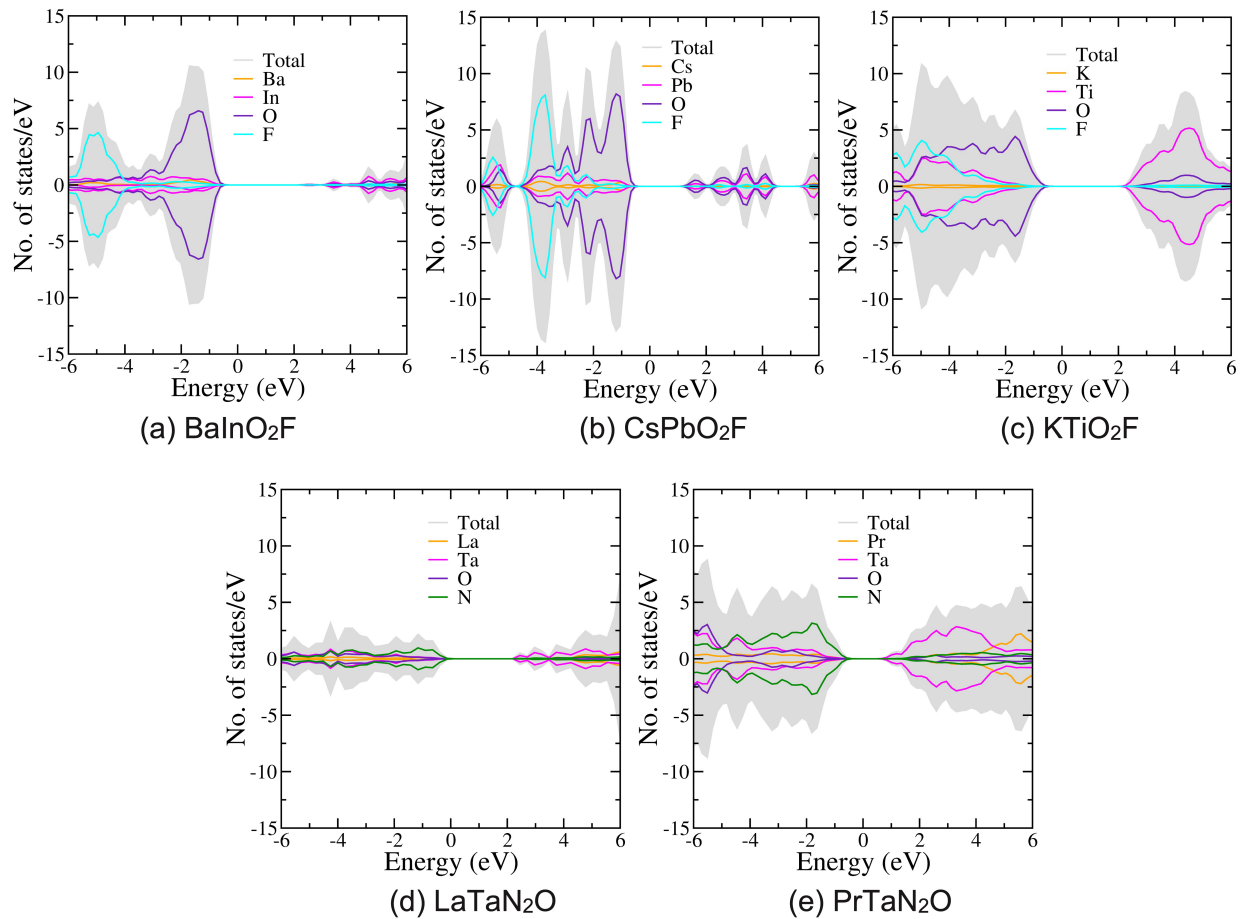 No. of states/eV
15
10
5
0
-5
-10
-15
Total
Ba
In
O
F
-6 -4 -2 0 2 4 6
Energy (eV)
(a) BaInO₂F
No. of states/eV
15
10
5
0
-5
-10
-15
Total
Cs
Pb
O
F
-6 -4 -2 0 2 4 6
Energy (eV)
(b) CsPbO₂F
No. of states/eV
15
10
5
0
-5
-10
-15
Total
K
Ti
O
F
-6 -4 -2 0 2 4 6
Energy (eV)
(c) KTiO₂F
No. of states/eV
15
10
5
0
-5
-10
-15
Total
La
Ta
O
N
-6 -4 -2 0 2 4 6
Energy (eV)
(d) LaTaN₂O
No. of states/eV
15
10
5
0
-5
-10
-15
Total
Pr
Ta
O
N
-6 -4 -2 0 2 4 6
Energy (eV)
(e) PrTaN₂O